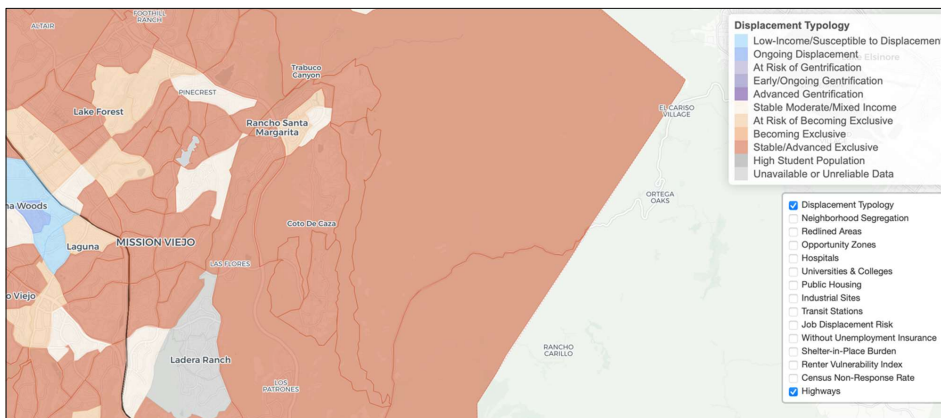 FOOTHILL
RANCH
ALTAIR
Trabuco
Canyon
PINECREST
Lake Forest
Rancho Santa
Margarita
EL CARISO
VILLAGE
na Woods
ORTEGA
OAKS
Coto De Caza
Laguna
MISSION VIEJO
LAS FLORES
o Viejo
Ladera Ranch
RANCHO
CARILLO
LOS
PATRONES
Displacement Typology
Low-Income/Susceptible to Displacement
Ongoing Displacement
Elsinore
At Risk of Gentrification
Early/Ongoing Gentrification
Advanced Gentrification
Stable Moderate/Mixed Income
At Risk of Becoming Exclusive
Becoming Exclusive
Stable/Advanced Exclusive
High Student Population
Unavailable or Unreliable Data
Displacement Typology
Neighborhood Segregation
Redlined Areas
Opportunity Zones
Hospitals
Universities & Colleges
Public Housing
Industrial Sites
Transit Stations
Job Displacement Risk
Without Unemployment Insurance
Shelter-in-Place Burden
Renter Vulnerability Index
Census Non-Response Rate
Highways